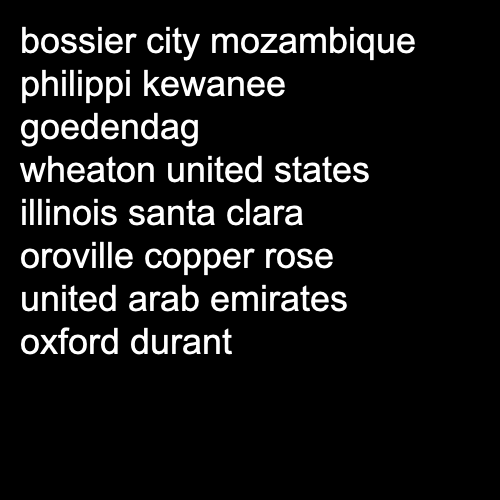 bossier city mozambique
philippi kewanee
goedendag
wheaton united states
illinois santa clara
oroville copper rose
united arab emirates
oxford durant